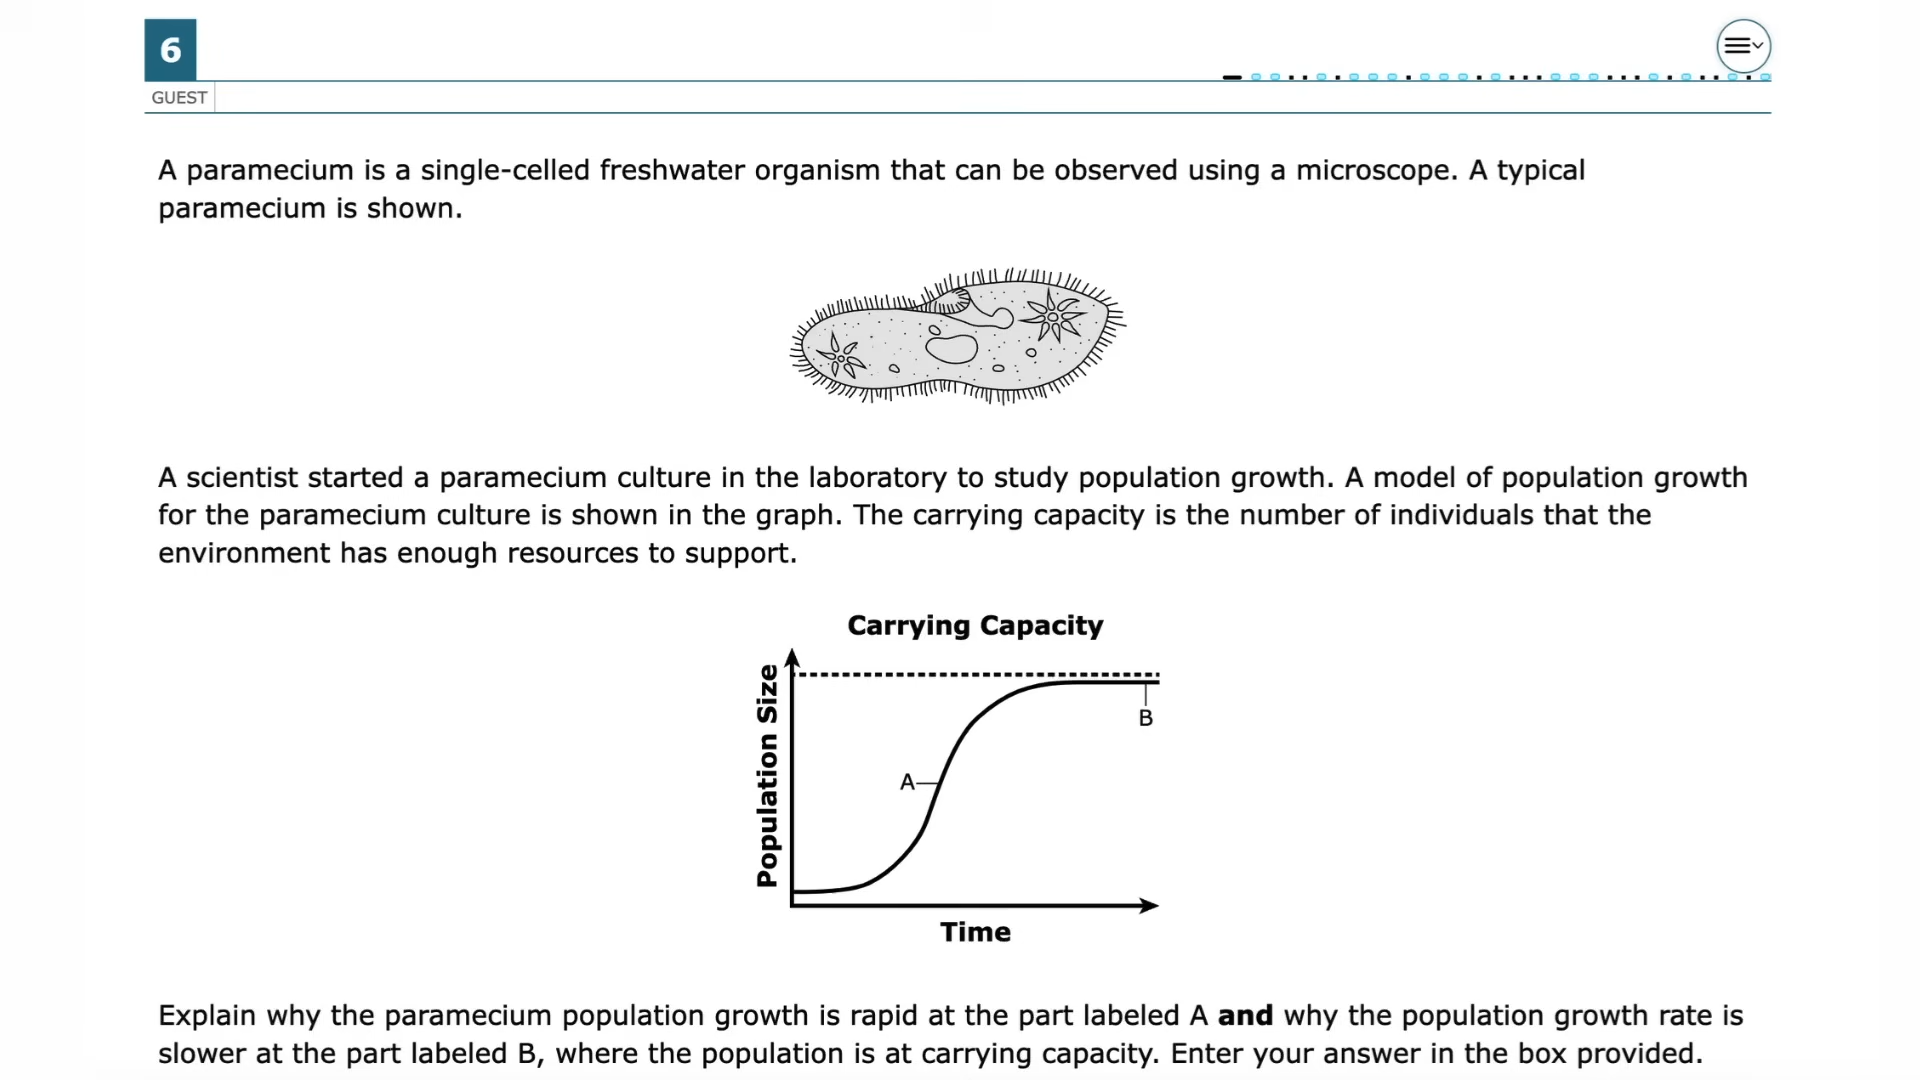 6
GUEST
A paramecium is a single-celled freshwater organism that can be observed using a microscope. A typical
paramecium is shown.
A scientist started a paramecium culture in the laboratory to study population growth. A model of population growth
for the paramecium culture is shown in the graph. The carrying capacity is the number of individuals that the
environment has enough resources to support.
Carrying Capacity
Population Size
B
A
Time
Explain why the paramecium population growth is rapid at the part labeled A and why the population growth rate is
slower at the part labeled B, where the population is at carrying capacity. Enter your answer in the box provided.